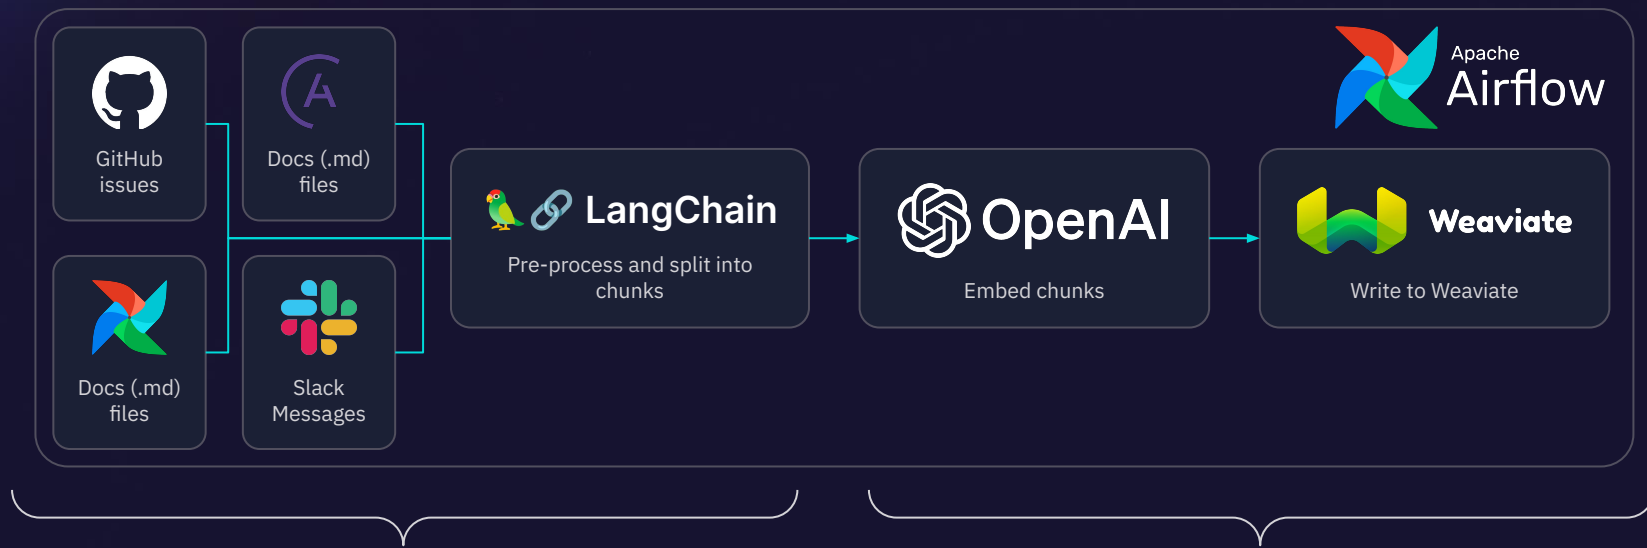 GitHub
issues
Docs (.md)
files
Docs (.md)
files
Slack
Messages
LangChain
Pre-process and split into
chunks
OpenAI
Embed chunks
Apache
Airflow
Weaviate
Write to Weaviate